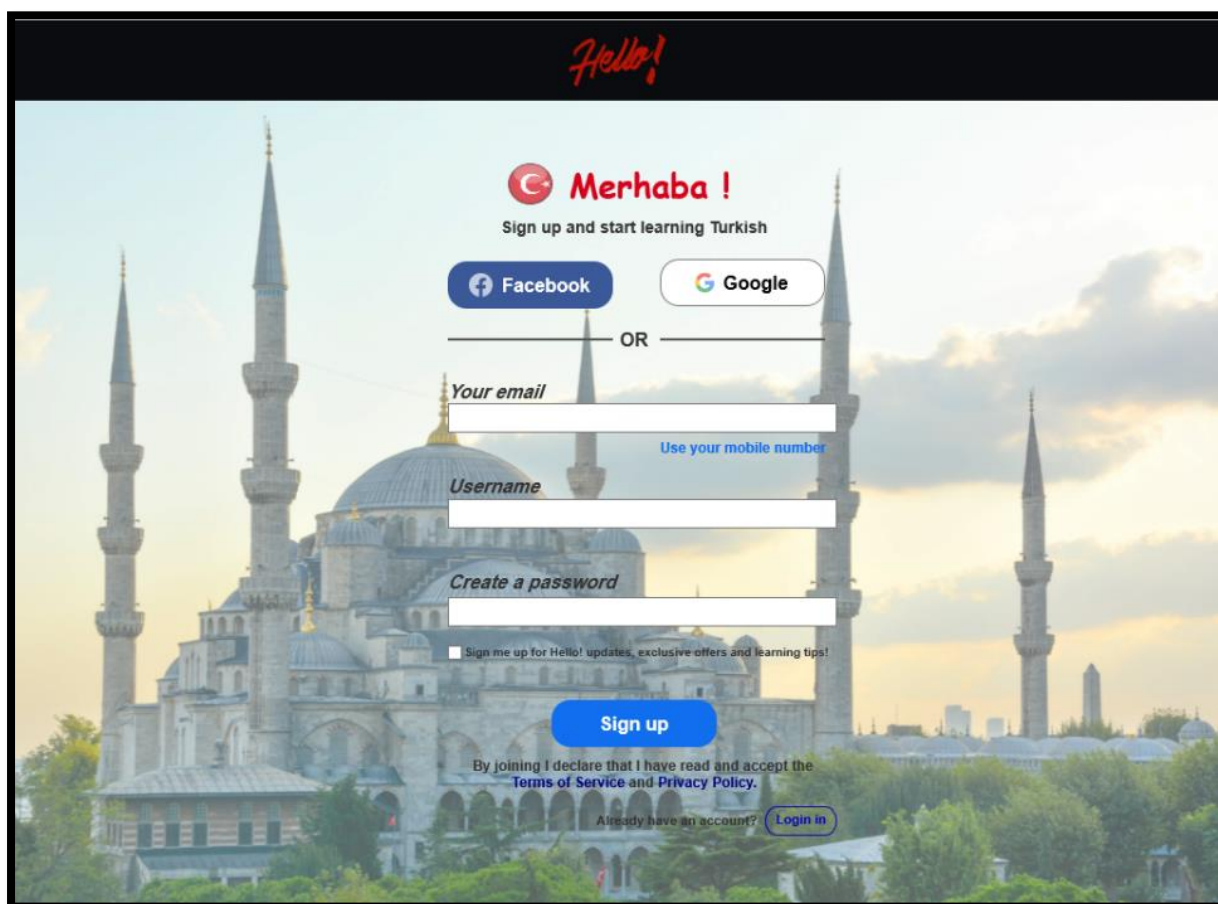 Hello!
Merhaba !
Sign up and start learning Turkish
Facebook
Google
OR
Your email
Use your mobile number
Username
Create a password
Sign me up for Hello! updates, exclusive offers and learning tips!
Sign up
By joining I declare that I have read and accept the
Terms of Service and Privacy Policy.
Already have an account? Login in